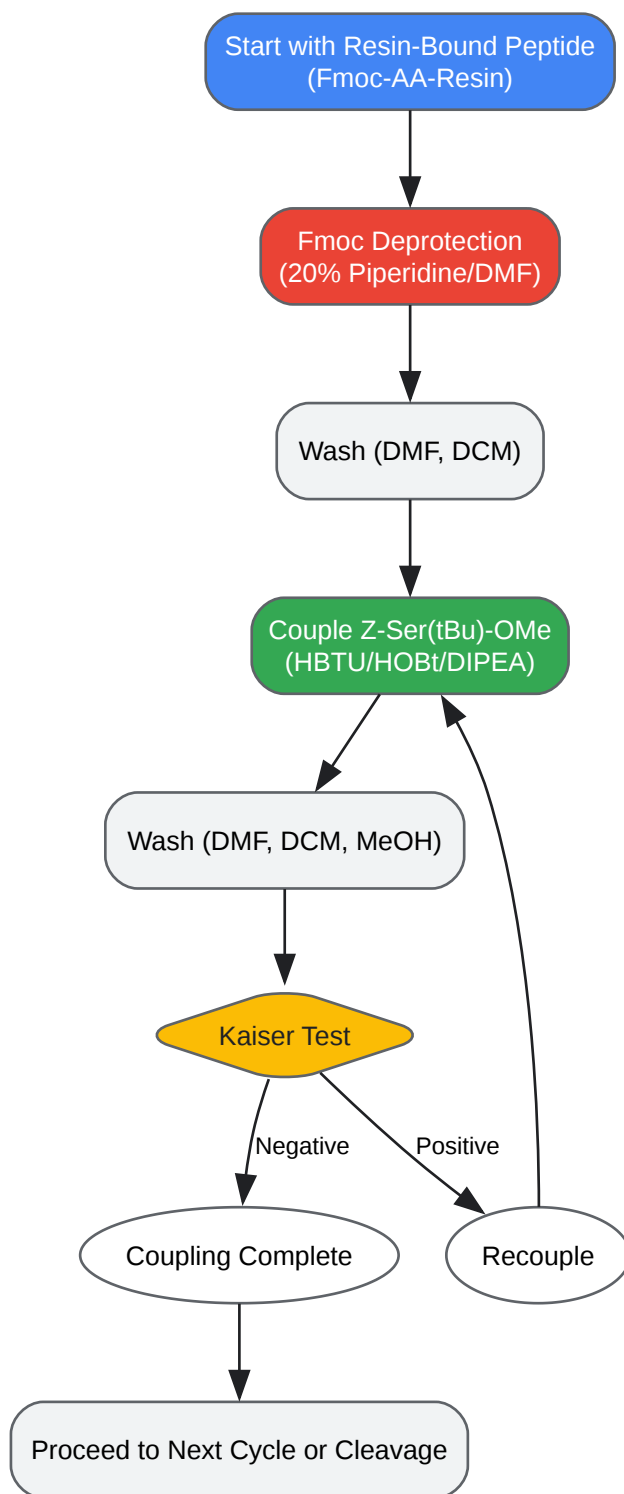 Start with Resin-Bound Peptide
(Fmoc-AA-Resin)
Fmoc Deprotection
(20% Piperidine/DMF)
Wash (DMF, DCM)
Couple Z-Ser(tBu)-OMe
(HBTU/HOBt/DIPEA)
Wash (DMF, DCM, MeOH)
Kaiser Test
Negative
Positive
Coupling Complete
Recouple
Proceed to Next Cycle or Cleavage